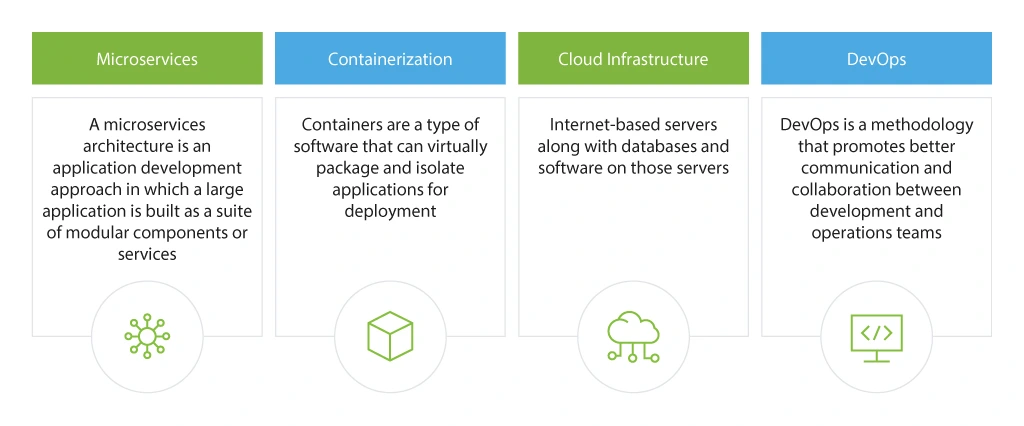 Microservices
A microservices
architecture is an
application development
approach in which a large
application is built as a suite
of modular components or
services
Containerization
Containers are a type of
software that can virtually
package and isolate
applications for
deployment
Cloud Infrastructure
Internet-based servers
along with databases and
software on those servers
DevOps
DevOps is a methodology
that promotes better
communication and
collaboration between
development and
operations teams